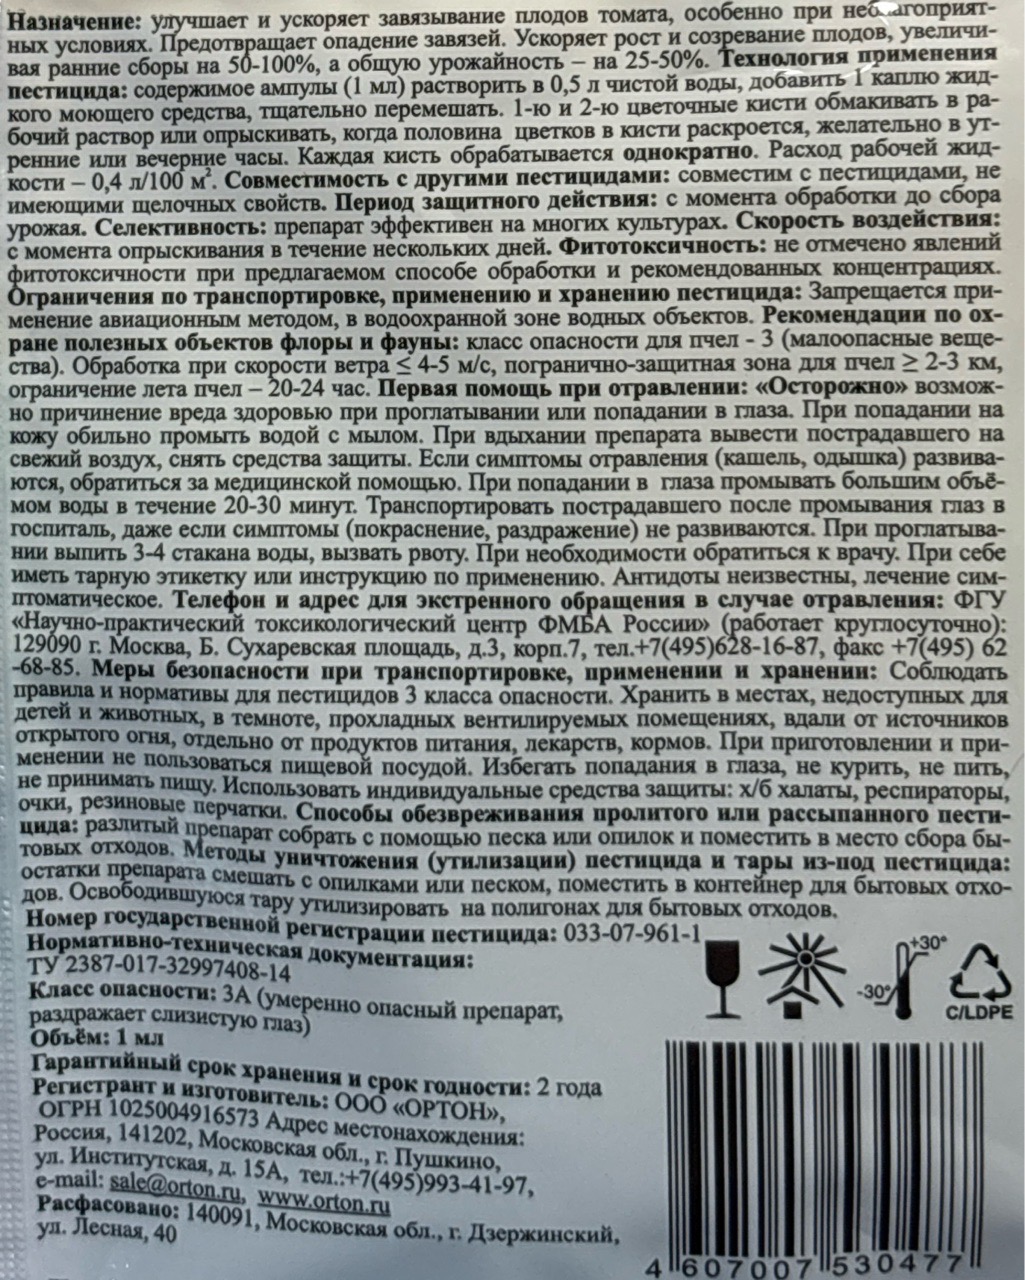 Назначение: улучшает и ускоряет завязывание плодов томата, особенно при неблагоприят-
ных условиях. Предотвращает опадение завязей. Ускоряет рост и созревание плодов, увеличи-
вая ранние сборы на 50-100%, а общую урожайность – на 25-50%. Технология применения
пестицида: содержимое ампулы (1 мл) растворить в 0,5 л чистой воды, добавить 1 каплю жид-
кого моющего средства, тщательно перемешать. 1-ю и 2-ю цветочные кисти обмакивать в ра-
бочий раствор или опрыскивать, когда половина цветков в кисти раскроется, желательно в ут-
ренние или вечерние часы. Каждая кисть обрабатывается однократно. Расход рабочей жид-
кости – 0,4 л/100 м². Совместимость с другими пестицидами: совместим с пестицидами, не
имеющими щелочных свойств. Период защитного действия: с момента обработки до сбора
урожая. Селективность: препарат эффективен на многих культурах. Скорость воздействия:
с момента опрыскивания в течение нескольких дней. Фитотоксичность: не отмечено явлений
фитотоксичности при предлагаемом способе обработки и рекомендованных концентрациях.
Ограничения по транспортировке, применению и хранению пестицида: Запрещается при-
менение авиационным методом, в водоохранной зоне водных объектов. Рекомендации по ох-
ране полезных объектов флоры и фауны: класс опасности для пчел - 3 (малоопасные веще-
ства). Обработка при скорости ветра ≤ 4-5 м/с, погранично-защитная зона для пчел ≥ 2-3 км,
ограничение лета пчел – 20-24 час. Первая помощь при отравлении: «Осторожно» возмож-
но причинение вреда здоровью при проглатывании или попадании в глаза. При попадании на
кожу обильно промыть водой с мылом. При вдыхании препарата вывести пострадавшего на
свежий воздух, снять средства защиты. Если симптомы отравления (кашель, одышка) развива-
ются, обратиться за медицинской помощью. При попадании в глаза промывать большим объё-
мом воды в течение 20-30 минут. Транспортировать пострадавшего после промывания глаз в
госпиталь, даже если симптомы (покраснение, раздражение) не развиваются. При проглатыва-
нии выпить 3-4 стакана воды, вызвать рвоту. При необходимости обратиться к врачу. При себе
иметь тарную этикетку или инструкцию по применению. Антидоты неизвестны, лечение сим-
птоматическое. Телефон и адрес для экстренного обращения в случае отравления: ФГУ
«Научно-практический токсикологический центр ФМБА России» (работает круглосуточно):
129090 г. Москва, Б. Сухаревская площадь, д.3, корп.7, тел.+7(495)628-16-87, факс +7(495) 62
-68-85. Меры безопасности при транспортировке, применении и хранении: Соблюдать
правила и нормативы для пестицидов 3 класса опасности. Хранить в местах, недоступных для
детей и животных, в темноте, прохладных вентилируемых помещениях, вдали от источников
открытого огня, отдельно от продуктов питания, лекарств, кормов. При приготовлении и при-
менении не пользоваться пищевой посудой. Избегать попадания в глаза, не курить, не пить,
не принимать пищу. Использовать индивидуальные средства защиты: х/б халаты, респираторы,
очки, резиновые перчатки. Способы обезвреживания пролитого или рассыпанного пести-
цида: разлитый препарат собрать с помощью песка или опилок и поместить в место сбора бы-
товых отходов. Методы уничтожения (утилизации) пестицида и тары из-под пестицида:
остатки препарата смешать с опилками или песком, поместить в контейнер для бытовых отхо-
дов. Освободившуюся тару утилизировать на полигонах для бытовых отходов.
Номер государственной регистрации пестицида: 033-07-961-1
Нормативно-техническая документация:
ТУ 2387-017-32997408-14
Класс опасности: 3А (умеренно опасный препарат,
раздражает слизистую глаз)
Объём: 1 мл
Гарантийный срок хранения и срок годности: 2 года
Регистрант и изготовитель: ООО «ОРТОН»,
ОГРН 1025004916573 Адрес местонахождения:
Россия, 141202, Московская обл., г. Пушкино,
ул. Институтская, д. 15А, тел.:+7(495)993-41-97,
e-mail: sale@orton.ru, www.orton.ru
Расфасовано: 140091, Московская обл., г. Дзержинский,
ул. Лесная, 40
+30°
-30°
C/LDPE
4 607007 530477